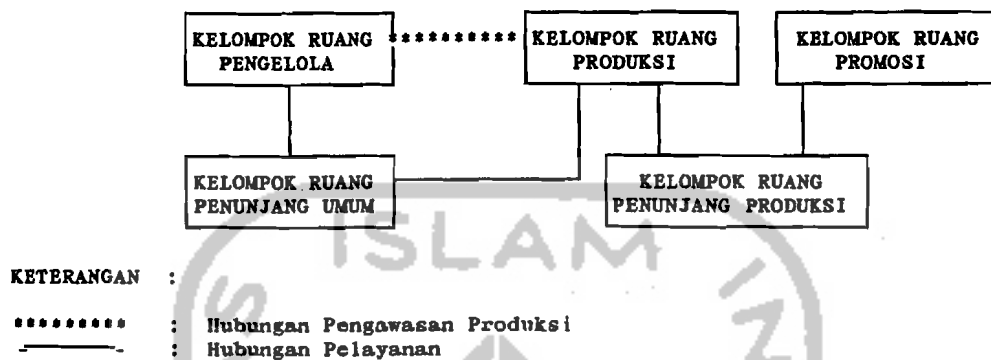 KELOMPOK RUANG
PENGELOLA
**********
KELOMPOK RUANG
PRODUKSI
KELOMPOK RUANG
PROMOSI
KELOMPOK RUANG
PENUNJANG UMUM
KELOMPOK RUANG
PENUNJANG PRODUKSI
ISLAM
KETERANGAN :
********* : Hubungan Pengawasan Produksi
: Hubungan Pelayanan